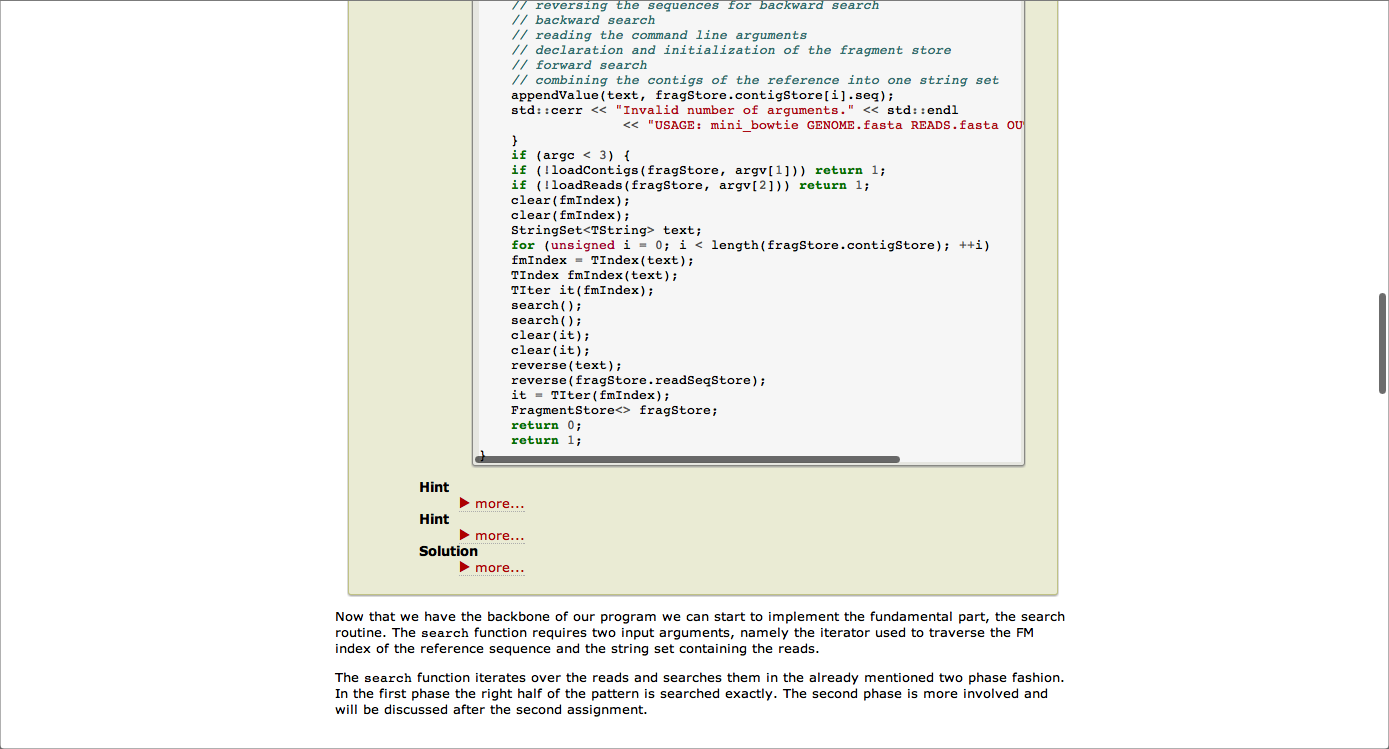 // reversing the sequences for backward search
// backward search
// reading the command line arguments
// declaration and initialization of the fragment store
// forward search
// combining the contigs of the reference into one string set
appendValue(text, fragStore.contigStore[i].seq);
std::cerr << "Invalid number of arguments." << std::endl
<< "USAGE: mini_bowtie GENOME.fasta READS.fasta OU
}
if (argc < 3) {
if (!loadContigs(fragStore, argv[1])) return 1;
if (!loadReads(fragStore, argv[2])) return 1;
clear(fmIndex);
clear(fmIndex);
StringSet<TString> text;
for (unsigned i = 0; i < length(fragStore.contigStore); ++i)
fmIndex = TIndex(text);
TIndex fmIndex(text);
TIter it(fmIndex);
search();
search();
clear(it);
clear(it);
reverse(text);
reverse(fragStore.readSeqStore);
it = TIter(fmIndex);
FragmentStore<> fragStore;
return 0;
return 1;
}
Hint
more...
Hint
more...
Solution
more...
Now that we have the backbone of our program we can start to implement the fundamental part, the search
routine. The search function requires two input arguments, namely the iterator used to traverse the FM
index of the reference sequence and the string set containing the reads.
The search function iterates over the reads and searches them in the already mentioned two phase fashion.
In the first phase the right half of the pattern is searched exactly. The second phase is more involved and
will be discussed after the second assignment.